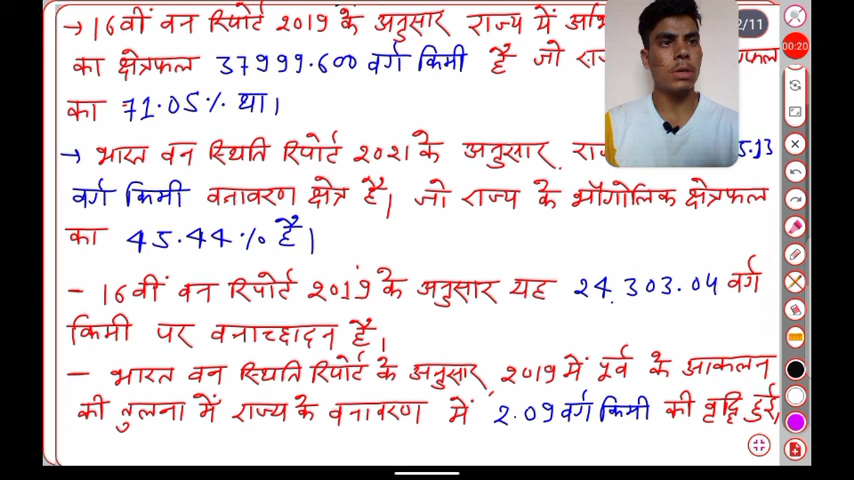 → 16वीं वन रिपोर्ट 2019 के अनुसार राज्य में 2/11
00:20
का क्षेत्रफल 37999.600 वर्ग किमी है जो
का 71.05% था।
→ भारत वन स्थिति रिपोर्ट 2021 के अनुसार 5.13
वर्ग किमी वनावरण क्षेत्र है, जो राज्य के भौगोलिक क्षेत्रफल
का 45.44% है।
- 16वीं वन रिपोर्ट 2019 के अनुसार यह 24,303.04 वर्ग
किमी पर वनाच्छादन है।
- भारत वन स्थिति रिपोर्ट के अनुसार, 2019 में पूर्व के आकलन
की तुलना में राज्य के वनावरण में 2.09 वर्ग किमी की वृद्धि हुई,